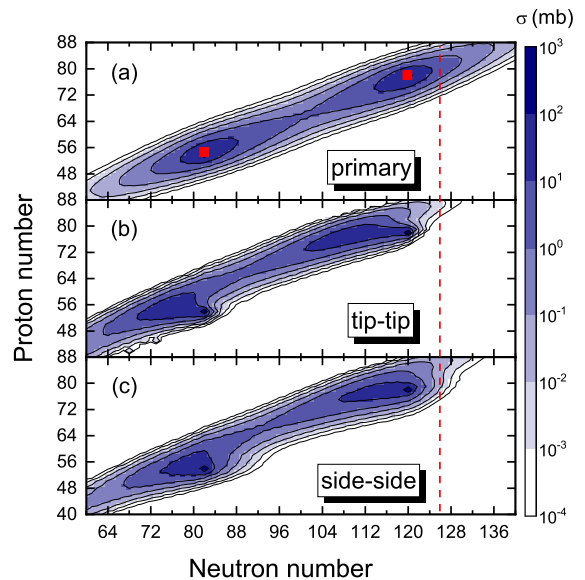 σ (mb)
88
80
72
64
56
48
88
(a)
primary
80
72
64
56
48
88
(b)
tip-tip
80
72
64
56
48
40
(c)
side-side
64 72 80 88 96 104 112 120 128 136
Neutron number
Proton number
10³
10²
10¹
10⁰
10⁻¹
10⁻²
10⁻³
10⁻⁴